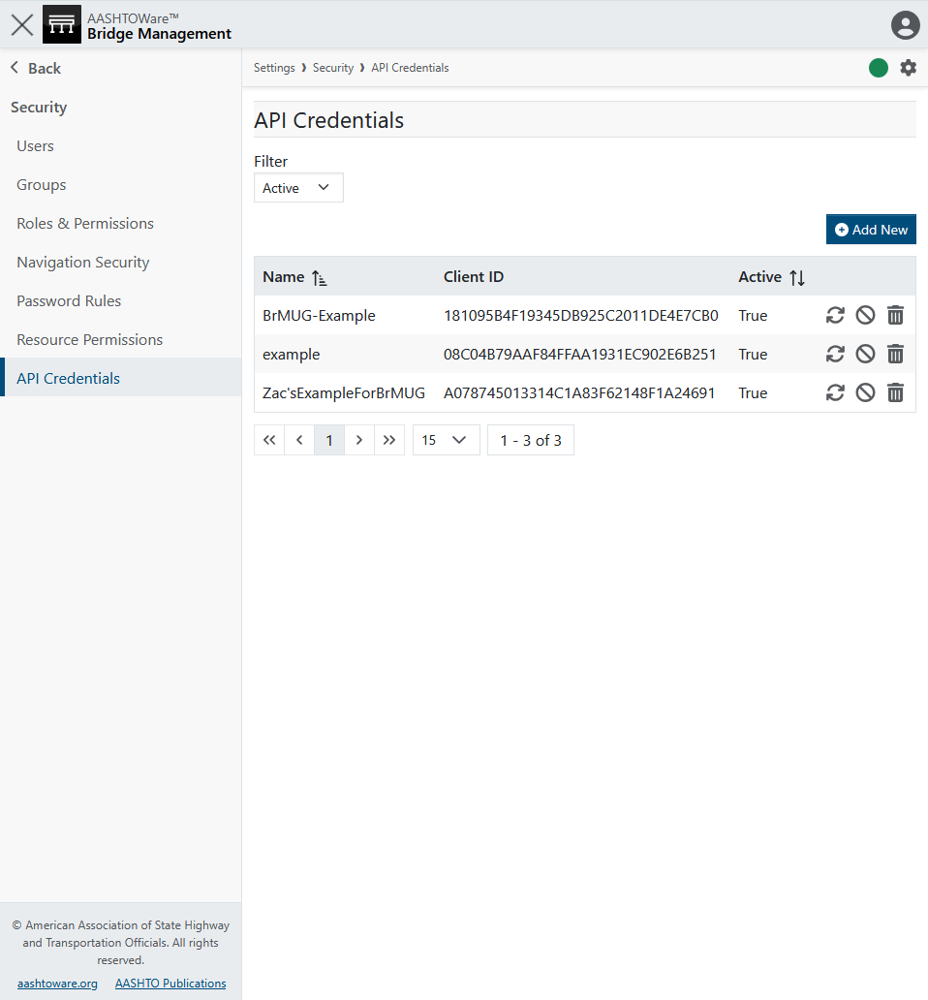 AASHTOWare™
Bridge Management
Back
Security
Users
Groups
Roles & Permissions
Navigation Security
Password Rules
Resource Permissions
API Credentials
© American Association of State Highway
and Transportation Officials. All rights
reserved.
aashtoware.org AASHTO Publications
Settings ❯ Security ❯ API Credentials
API Credentials
Filter
Active
Add New
Name Client ID Active
BrMUG-Example 181095B4F19345DB925C2011DE4E7CB0 True
example 08C04B79AAF84FFAA1931EC902E6B251 True
Zac'sExampleForBrMUG A078745013314C1A83F62148F1A24691 True
« ‹ 1 › » 15 1 - 3 of 3